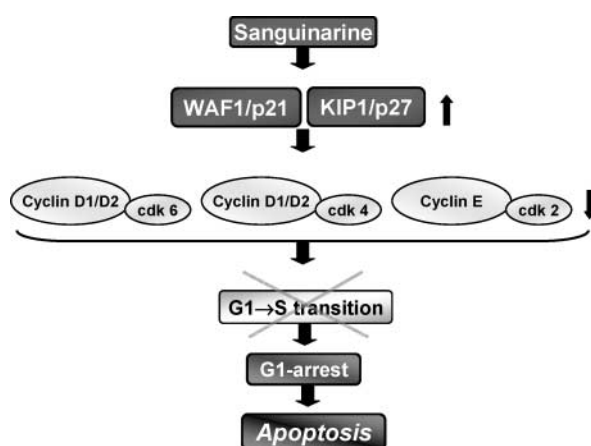 Sanguinarine
WAF1/p21 KIP1/p27
Cyclin D1/D2 cdk 6 Cyclin D1/D2 cdk 4 Cyclin E cdk 2
G1→S transition
G1-arrest
Apoptosis